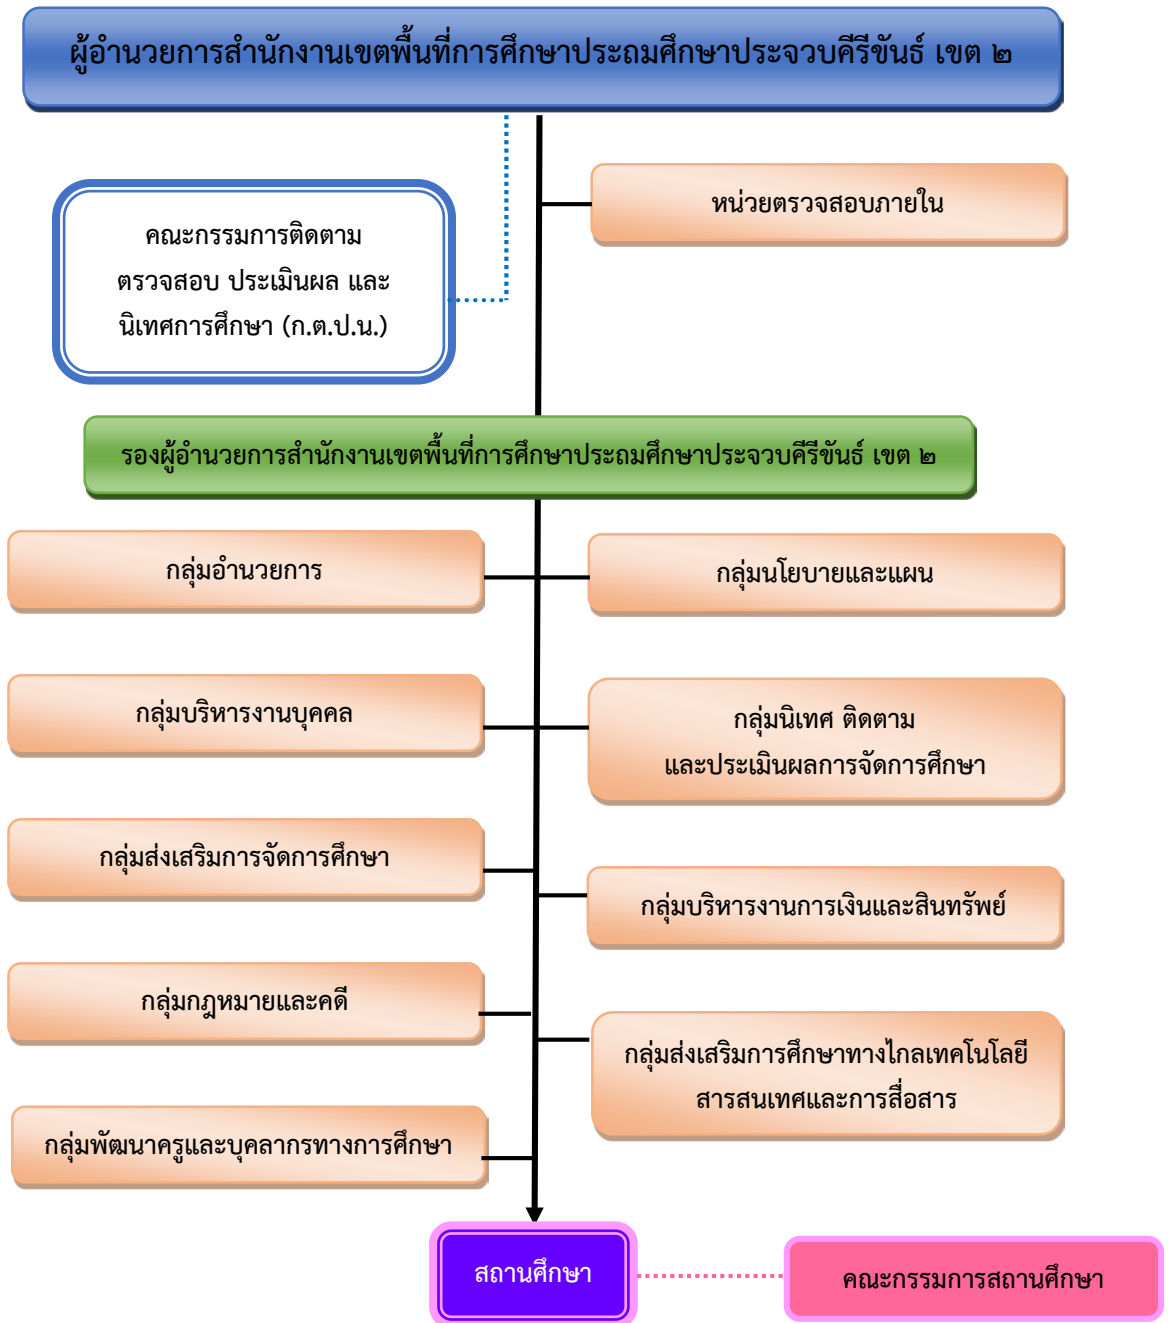 ผู้อำนวยการสำนักงานเขตพื้นที่การศึกษาประถมศึกษาประจวบคีรีขันธ์ เขต ๒
หน่วยตรวจสอบภายใน
คณะกรรมการติดตาม
ตรวจสอบ ประเมินผล และ
นิเทศการศึกษา (ก.ต.ป.น.)
รองผู้อำนวยการสำนักงานเขตพื้นที่การศึกษาประถมศึกษาประจวบคีรีขันธ์ เขต ๒
กลุ่มอำนวยการ
กลุ่มนโยบายและแผน
กลุ่มบริหารงานบุคคล
กลุ่มนิเทศ ติดตาม
และประเมินผลการจัดการศึกษา
กลุ่มส่งเสริมการจัดการศึกษา
กลุ่มบริหารงานการเงินและสินทรัพย์
กลุ่มกฎหมายและคดี
กลุ่มส่งเสริมการศึกษาทางไกลเทคโนโลยี
สารสนเทศและการสื่อสาร
กลุ่มพัฒนาครูและบุคลากรทางการศึกษา
สถานศึกษา
คณะกรรมการสถานศึกษา